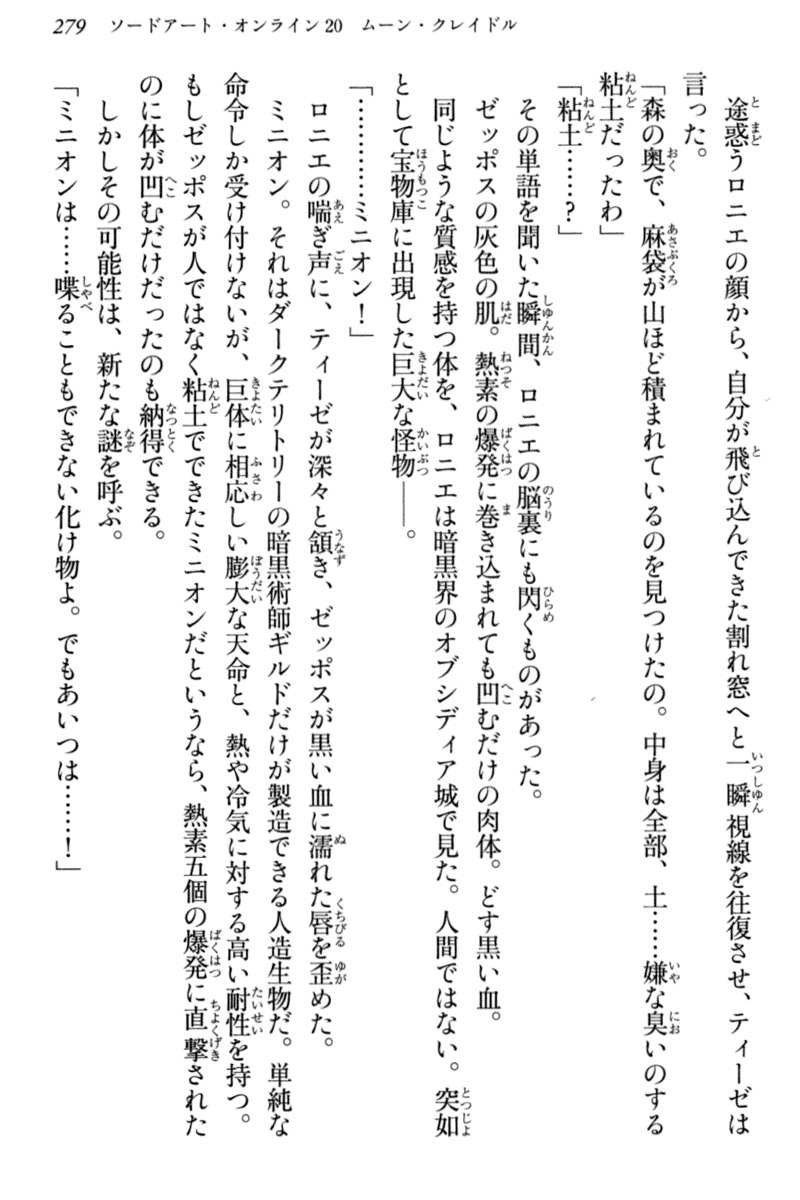 279 ソードアート・オンライン20 ムーン・クレイドル
途惑うロニエの顔から、自分が飛び込んできた割れ窓へと一瞬視線を往復させ、ティーゼは
言った。
「森の奥で、麻袋が山ほど積まれているのを見つけたの。中身は全部、土……嫌な臭いのする
粘土だったわ」
「粘土……？」
その単語を聞いた瞬間、ロニエの脳裏にも閃くものがあった。
ゼッポスの灰色の肌。熱素の爆発に巻き込まれても凹むだけの肉体。どす黒い血。
同じような質感を持つ体を、ロニエは暗黒界のオブシディア城で見た。人間ではない。突如
として宝物庫に出現した巨大な怪物――。
「…………ミニオン！」
ロニエの喘ぎ声に、ティーゼが深々と頷き、ゼッポスが黒い血に濡れた唇を歪めた。
ミニオン。それはダークテリトリーの暗黒術師ギルドだけが製造できる人造生物だ。単純な
命令しか受け付けないが、巨体に相応しい膨大な天命と、熱や冷気に対する高い耐性を持つ。
もしゼッポスが人ではなく粘土でできたミニオンだというなら、熱素五個の爆発に直撃された
のに体が凹むだけだったのも納得できる。
しかしその可能性は、新たな謎を呼ぶ。
「ミニオンは……喋ることもできない化け物よ。でもあいつは……！」